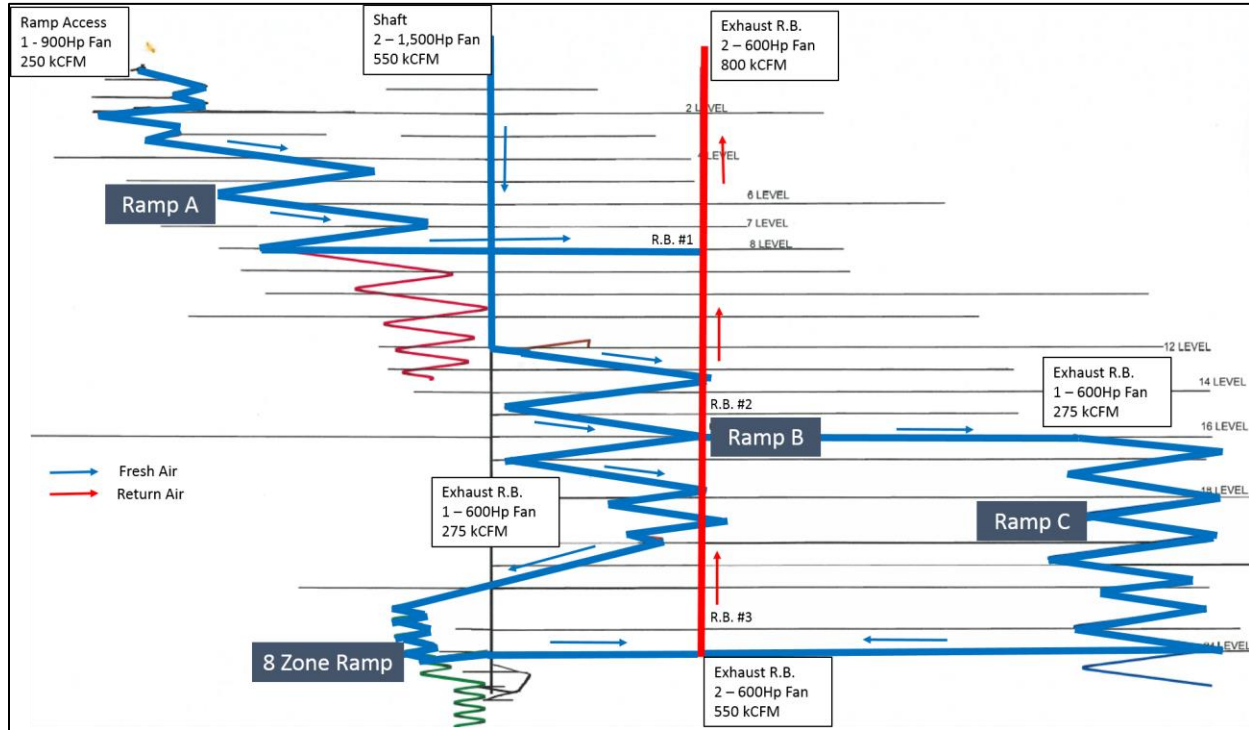 Ramp Access
1 - 900Hp Fan
250 kCFM
Shaft
2 – 1,500Hp Fan
550 kCFM
Exhaust R.B.
2 – 600Hp Fan
800 kCFM
2 LEVEL
LEVEL
Ramp A
6 LEVEL
7 LEVEL
R.B. #1
8 LEVEL
12 LEVEL
Exhaust R.B.
1 – 600Hp Fan
275 kCFM
14 LEVEL
R.B. #2
Ramp B
16 LEVEL
Fresh Air
Return Air
Exhaust R.B.
1 – 600Hp Fan
275 kCFM
18 LEVEL
Ramp C
R.B. #3
8 Zone Ramp
LEVEL
Exhaust R.B.
2 – 600Hp Fan
550 kCFM